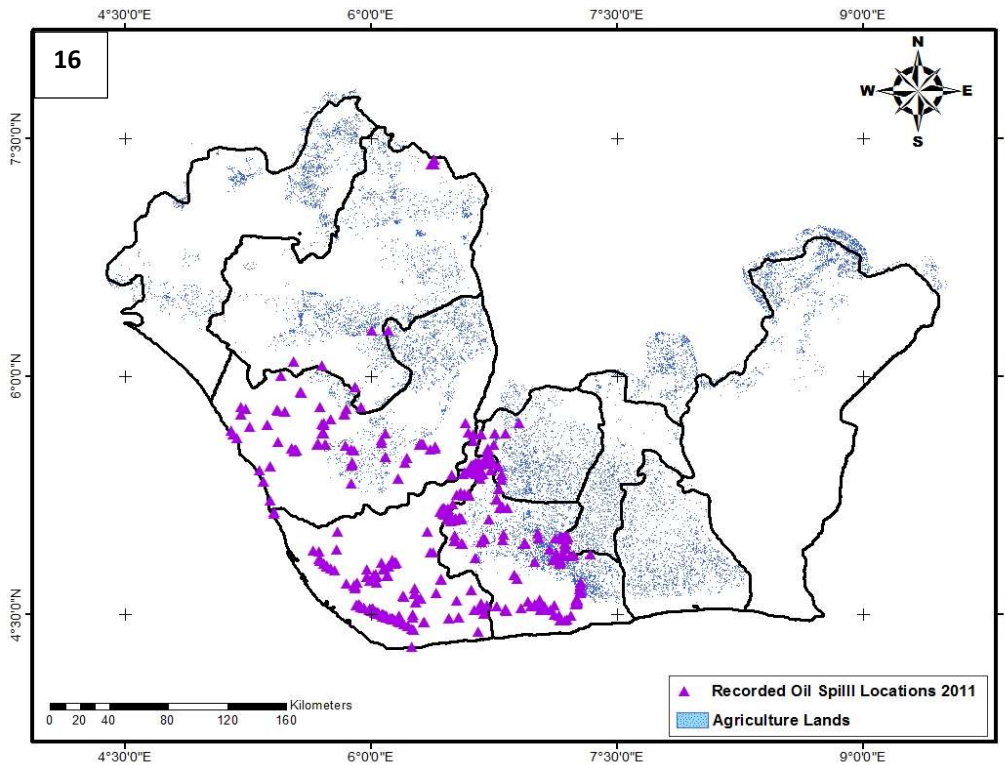 4°30'0"E 6°0'0"E 7°30'0"E 9°0'0"E
16
N
W E
S
7°30'0"N
6°0'0"N
4°30'0"N
Recorded Oil Spilll Locations 2011
Agriculture Lands
Kilometers
0 20 40 80 120 160
4°30'0"E 6°0'0"E 7°30'0"E 9°0'0"E